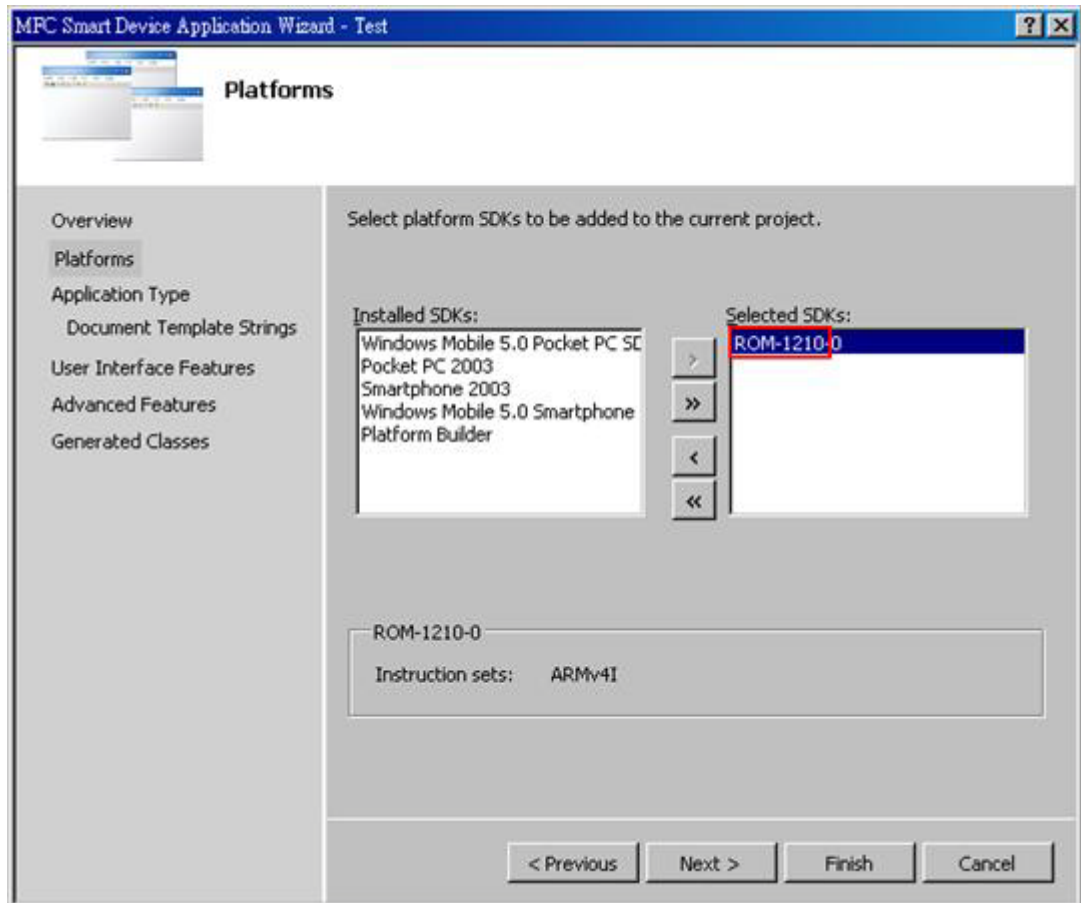 MFC Smart Device Application Wizard - Test
Platforms
Overview
Platforms
Application Type
Document Template Strings
User Interface Features
Advanced Features
Generated Classes
Select platform SDKs to be added to the current project.
Installed SDKs:
Windows Mobile 5.0 Pocket PC SD
Pocket PC 2003
Smartphone 2003
Windows Mobile 5.0 Smartphone
Platform Builder
>
>>
<
<<
Selected SDKs:
ROM-1210-0
ROM-1210-0
Instruction sets: ARMv4I
< Previous
Next >
Finish
Cancel